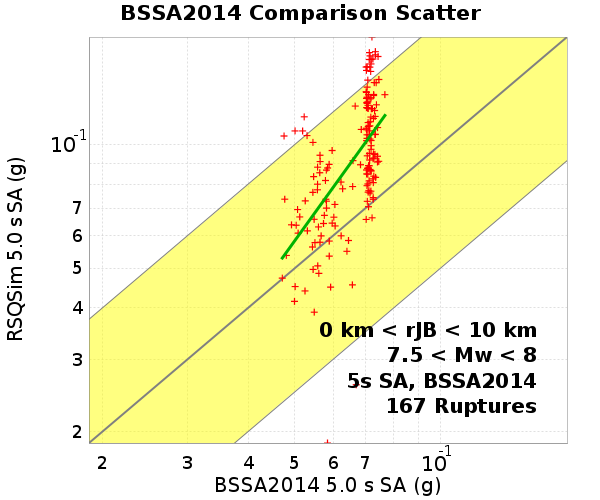 BSSA2014 Comparison Scatter
RSQSim 5.0 s SA (g)
10-1
7
6
5
4
3
2
0 km < rJB < 10 km
7.5 < Mw < 8
5s SA, BSSA2014
167 Ruptures
2 3 4 5 6 7 10-1
BSSA2014 5.0 s SA (g)